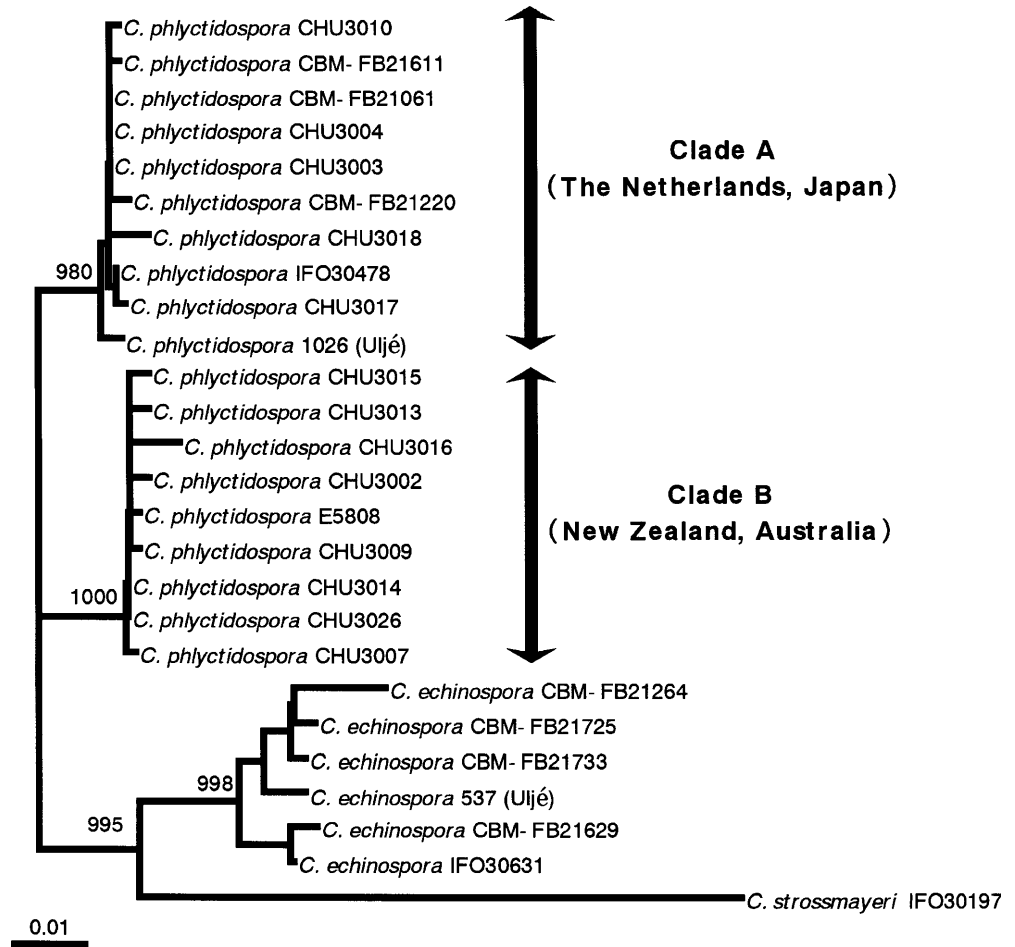 C. phlyctidospora CHU3010
C. phlyctidospora CBM- FB21611
C. phlyctidospora CBM- FB21061
C. phlyctidospora CHU3004
C. phlyctidospora CHU3003
C. phlyctidospora CBM- FB21220
C. phlyctidospora CHU3018
980
C. phlyctidospora IFO30478
C. phlyctidospora CHU3017
C. phlyctidospora 1026 (Uljé)
Clade A
(The Netherlands, Japan)
C. phlyctidospora CHU3015
C. phlyctidospora CHU3013
C. phlyctidospora CHU3016
C. phlyctidospora CHU3002
C. phlyctidospora E5808
C. phlyctidospora CHU3009
1000
C. phlyctidospora CHU3014
C. phlyctidospora CHU3026
C. phlyctidospora CHU3007
Clade B
(New Zealand, Australia)
C. echinospora CBM- FB21264
C. echinospora CBM- FB21725
C. echinospora CBM- FB21733
998
C. echinospora 537 (Uljé)
995
C. echinospora CBM- FB21629
C. echinospora IFO30631
C. strossmayeri IFO30197
0.01